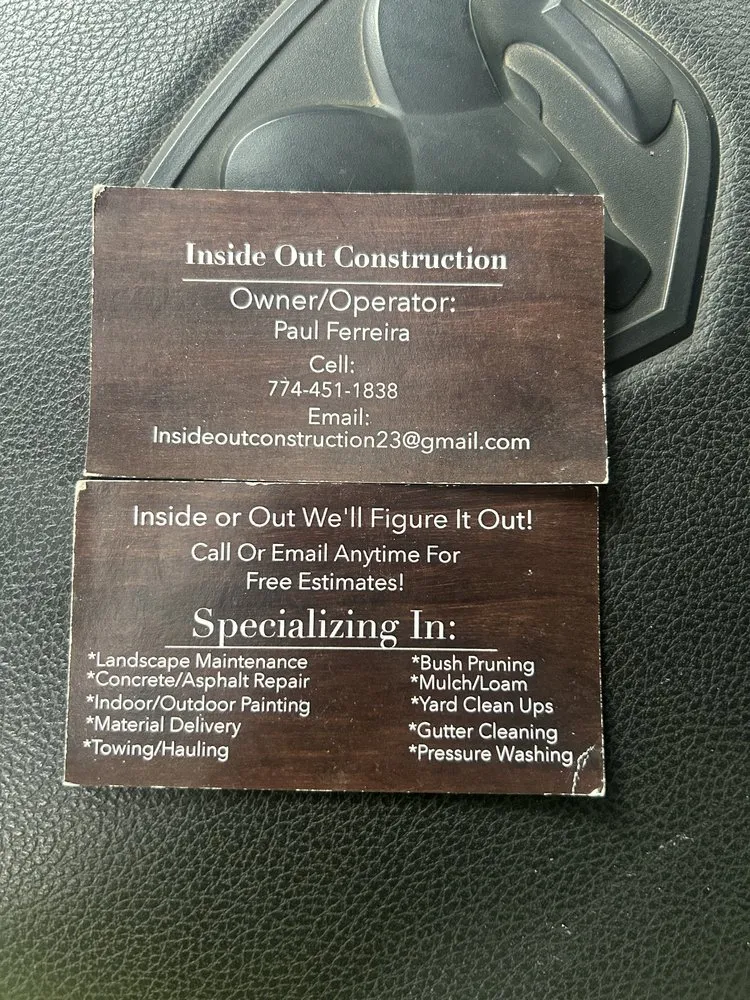 Inside Out Construction
Owner/Operator:
Paul Ferreira
Cell:
774-451-1838
Email:
Insideoutconstruction23@gmail.com
Inside or Out We'll Figure It Out!
Call Or Email Anytime For
Free Estimates!
Specializing In:
*Landscape Maintenance
*Concrete/Asphalt Repair
*Indoor/Outdoor Painting
*Material Delivery
*Towing/Hauling
*Bush Pruning
*Mulch/Loam
*Yard Clean Ups
*Gutter Cleaning
*Pressure Washing